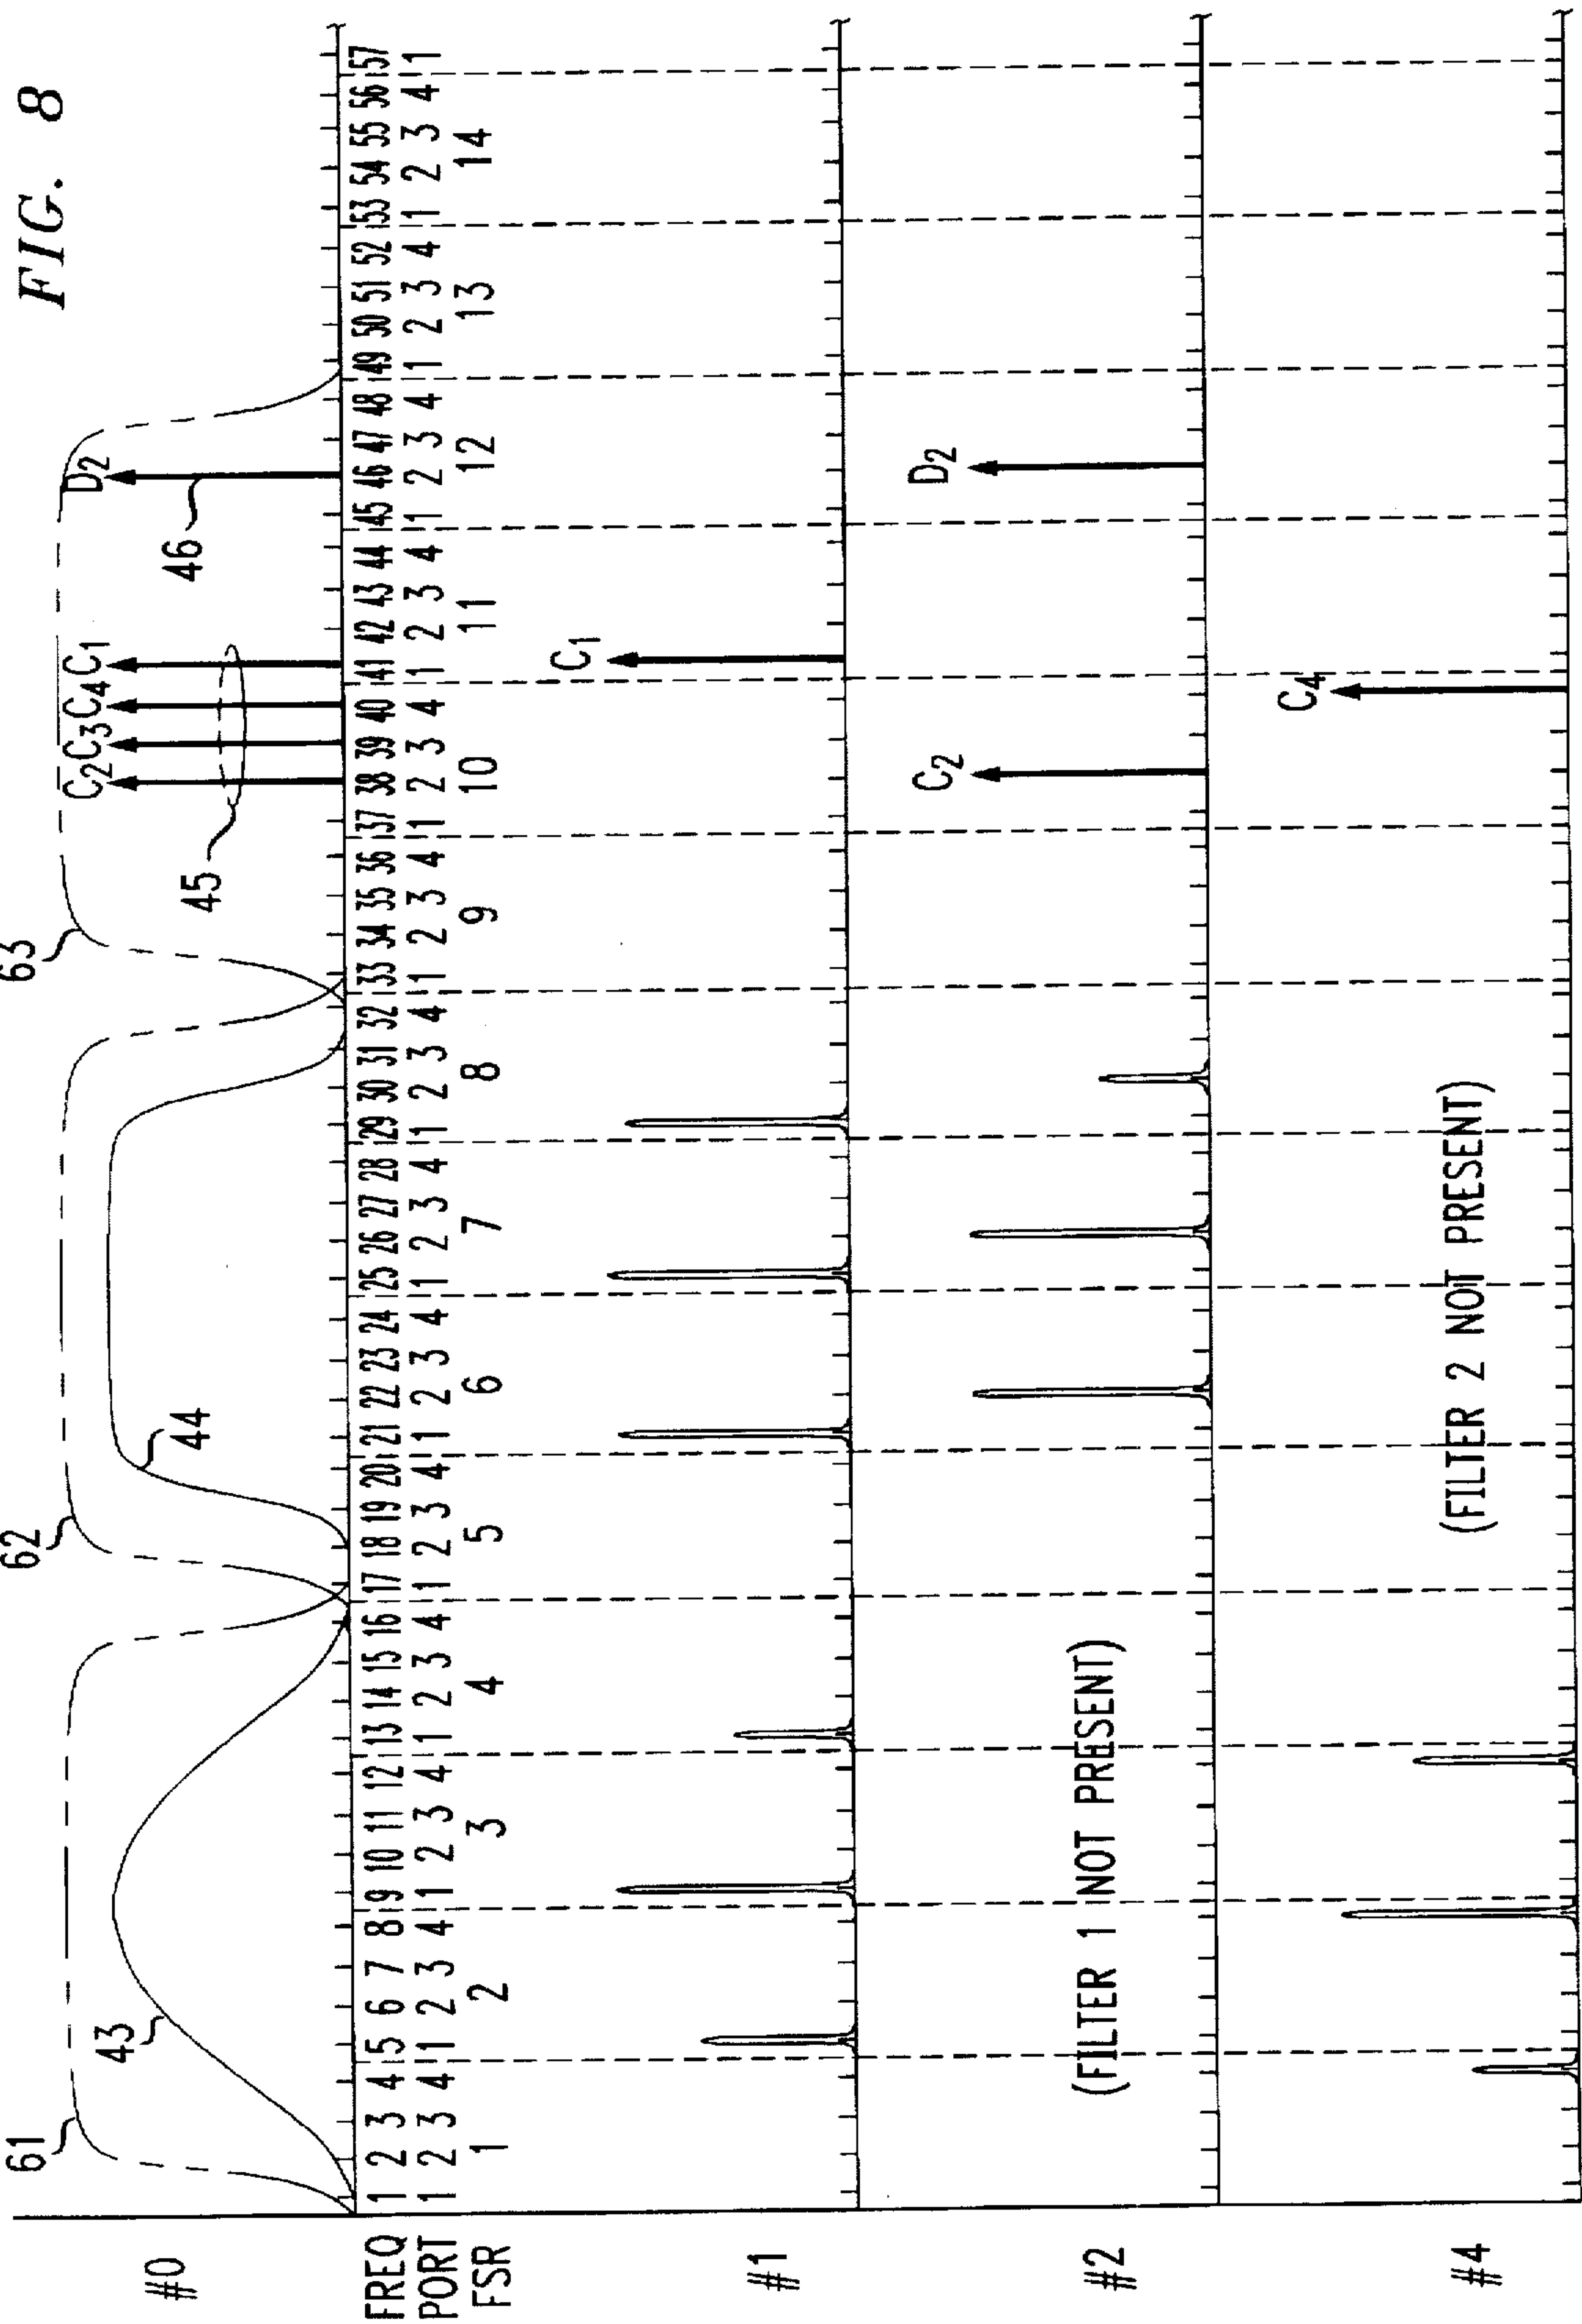 FIG. 8
61
62
63
43
44
45
46
C2 C3 C4 C1
D2
#0
FREQ 1 2 3 4 5 6 7 8 9 10 11 12 13 14 15 16 17 18 19 20 21 22 23 24 25 26 27 28 29 30 31 32 33 34 35 36 37 38 39 40 41 42 43 44 45 46 47 48 49 50 51 52 53 54 55 56 57
PORT 1 2 3 4 1 2 3 4 1 2 3 4 1 2 3 4 1 2 3 4 1 2 3 4 1 2 3 4 1 2 3 4 1 2 3 4 1 2 3 4 1 2 3 4 1 2 3 4 1 2 3 4 1 2 3 4 1
FSR 1 2 3 4 5 6 7 8 9 10 11 12 13 14
#1
C1
#2
(FILTER 1 NOT PRESENT)
C2
D2
#4
(FILTER 2 NOT PRESENT)
C4